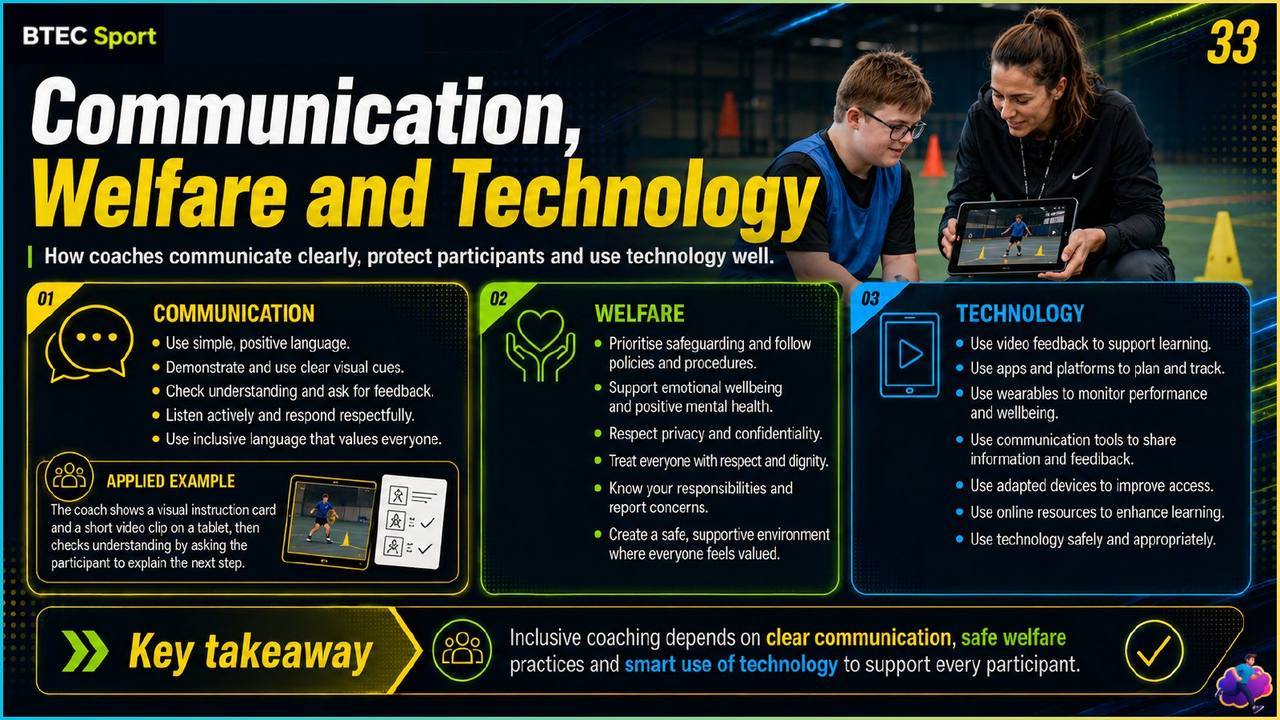 BTEC Sport
33
Communication,
Welfare and Technology
How coaches communicate clearly, protect participants and use technology well.
01
COMMUNICATION
Use simple, positive language.
Demonstrate and use clear visual cues.
Check understanding and ask for feedback.
Listen actively and respond respectfully.
Use inclusive language that values everyone.
APPLIED EXAMPLE
The coach shows a visual instruction card
and a short video clip on a tablet, then
checks understanding by asking the
participant to explain the next step.
02
WELFARE
Prioritise safeguarding and follow
policies and procedures.
Support emotional wellbeing
and positive mental health.
Respect privacy and confidentiality.
Treat everyone with respect and dignity.
Know your responsibilities and
report concerns.
Create a safe, supportive environment
where everyone feels valued.
03
TECHNOLOGY
Use video feedback to support learning.
Use apps and platforms to plan and track.
Use wearables to monitor performance
and wellbeing.
Use communication tools to share
information and feedback.
Use adapted devices to improve access.
Use online resources to enhance learning.
Use technology safely and appropriately.
Key takeaway
Inclusive coaching depends on clear communication, safe welfare
practices and smart use of technology to support every participant.